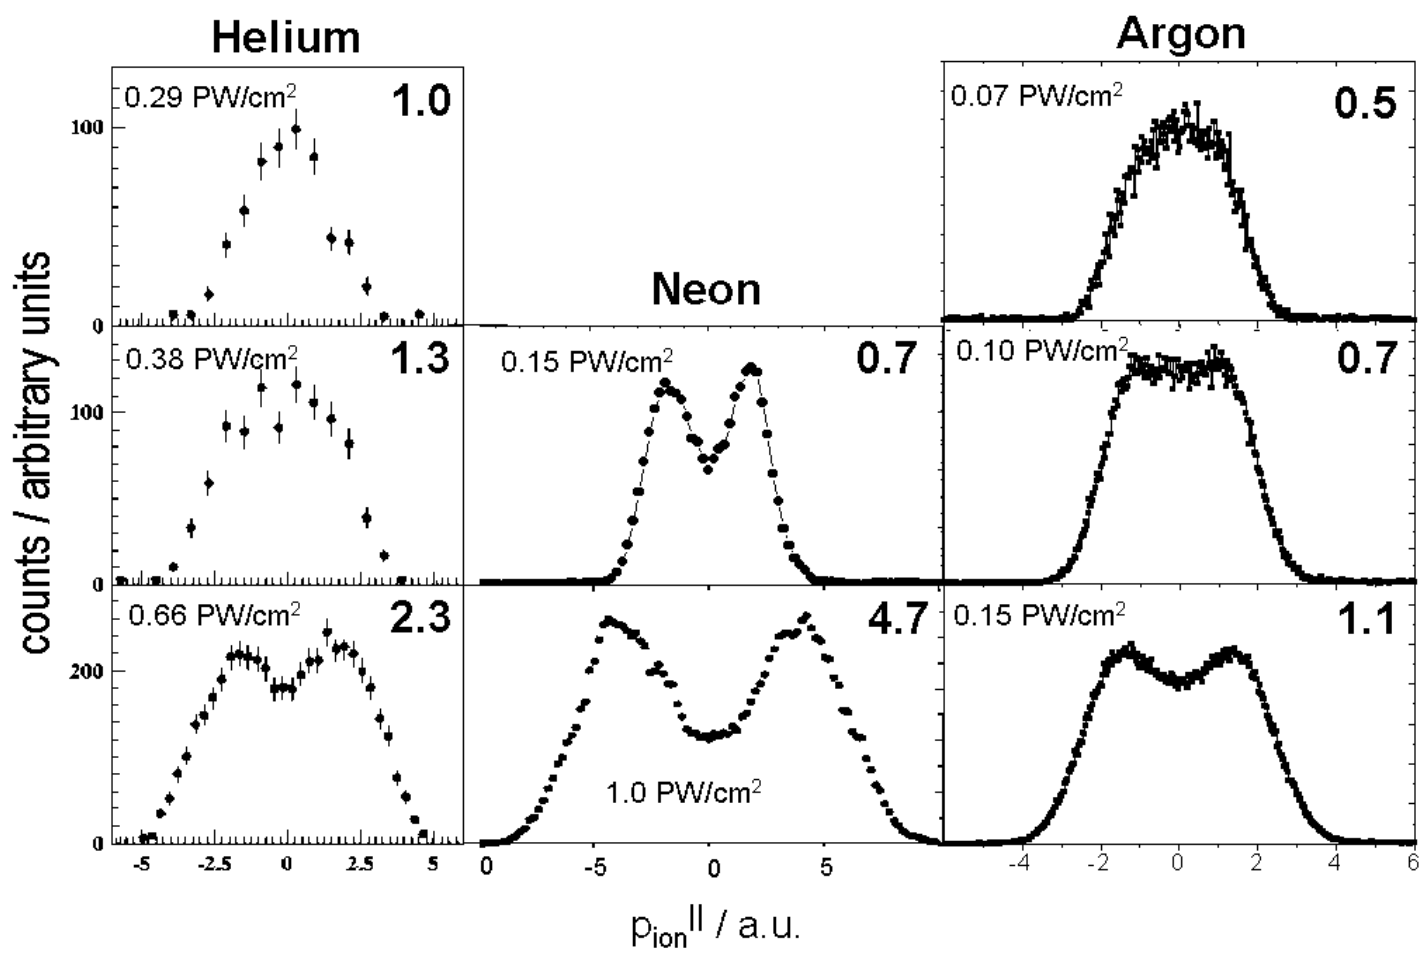 Helium
Argon
0.29 PW/cm²
1.0
100
0
0.07 PW/cm²
0.5
Neon
counts / arbitrary units
0.38 PW/cm²
1.3
100
0
0.15 PW/cm²
0.7
0.10 PW/cm²
0.7
0.66 PW/cm²
2.3
200
0
4.7
1.0 PW/cm²
0.15 PW/cm²
1.1
-5 -2.5 0 2.5 5
0 -5 0 5
-4 -2 0 2 4 6
p_ion^II / a.u.